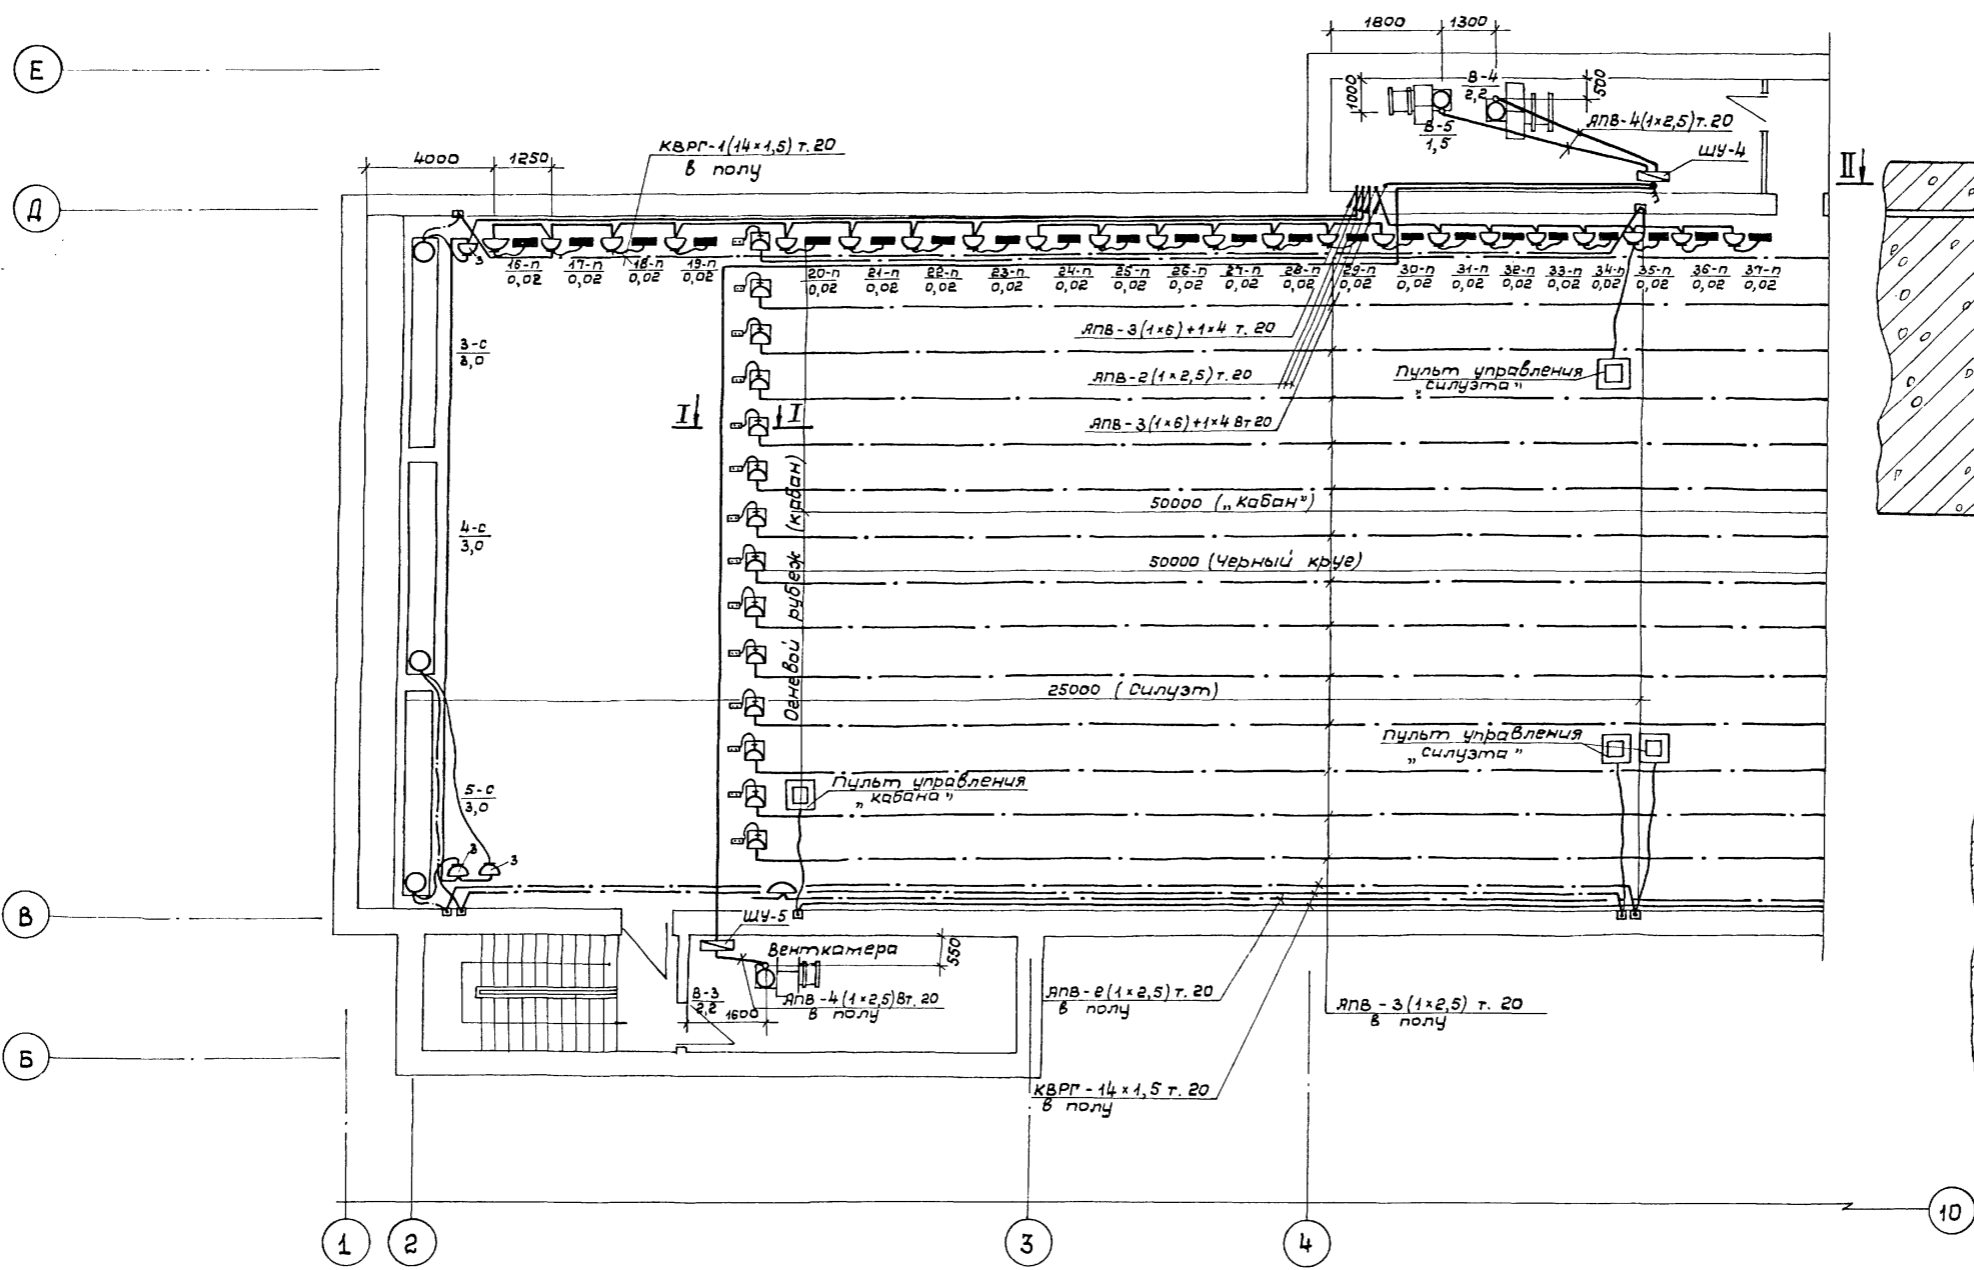 1800 1300
Е
В-4
2,2
500
1000
В-5
1,5
АПВ-4(1×2,5)т.20
ШУ-4
КВРГ-1(14×1,5) т.20
в полу
4000 1250
II
Д
3
3
16-п 17-п 18-п 19-п 20-п 21-п 22-п 23-п 24-п 25-п 26-п 27-п 28-п 29-п 30-п 31-п 32-п 33-п 34-п 35-п 36-п 37-п
0,02 0,02 0,02 0,02 0,02 0,02 0,02 0,02 0,02 0,02 0,02 0,02 0,02 0,02 0,02 0,02 0,02 0,02 0,02 0,02 0,02 0,02
АПВ-3(1×6)+1×4 т. 20
3-с
3,0
АПВ-2(1×2,5)т.20
Пульт управления
„Силуэта"
I I
АПВ-3(1×6)+1×4 Вт20
Огневой рубеж (кабан)
50000 („Кабан")
4-с
3,0
50000 (Черный круг)
25000 ( Силуэт)
Пульт управления
„Силуэта"
Пульт управления
„Кабана"
5-с
3,0
3 3
В
ШУ-5
Венткамера
550
В-3
2,2
1600
АПВ-4(1×2,5)Вт.20
в полу
АПВ-2(1×2,5) т.20
в полу
АПВ-3(1×2,5) т. 20
в полу
Б
КВРГ-14×1,5 т.20
в полу
1 2 3 4 10